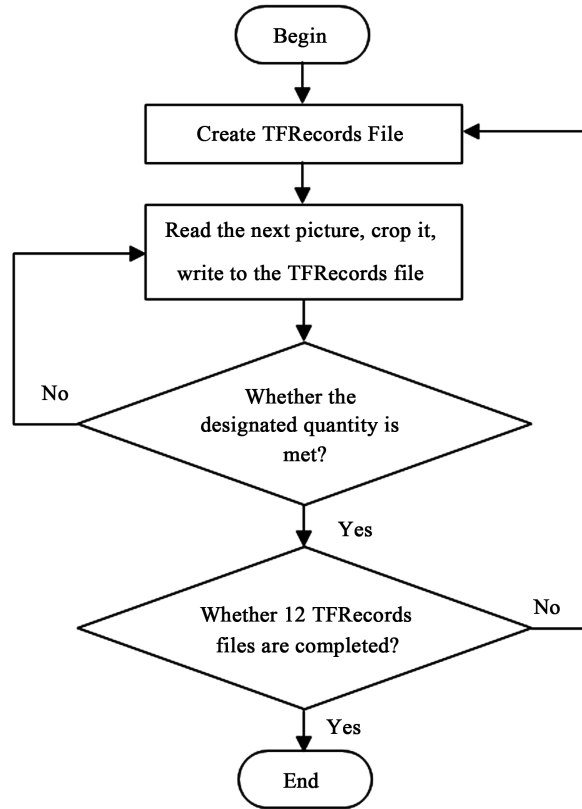 Begin
Create TFRecords File
Read the next picture, crop it,
write to the TFRecords file
No
Whether the
designated quantity is
met?
Yes
Whether 12 TFRecords
files are completed?
No
Yes
End